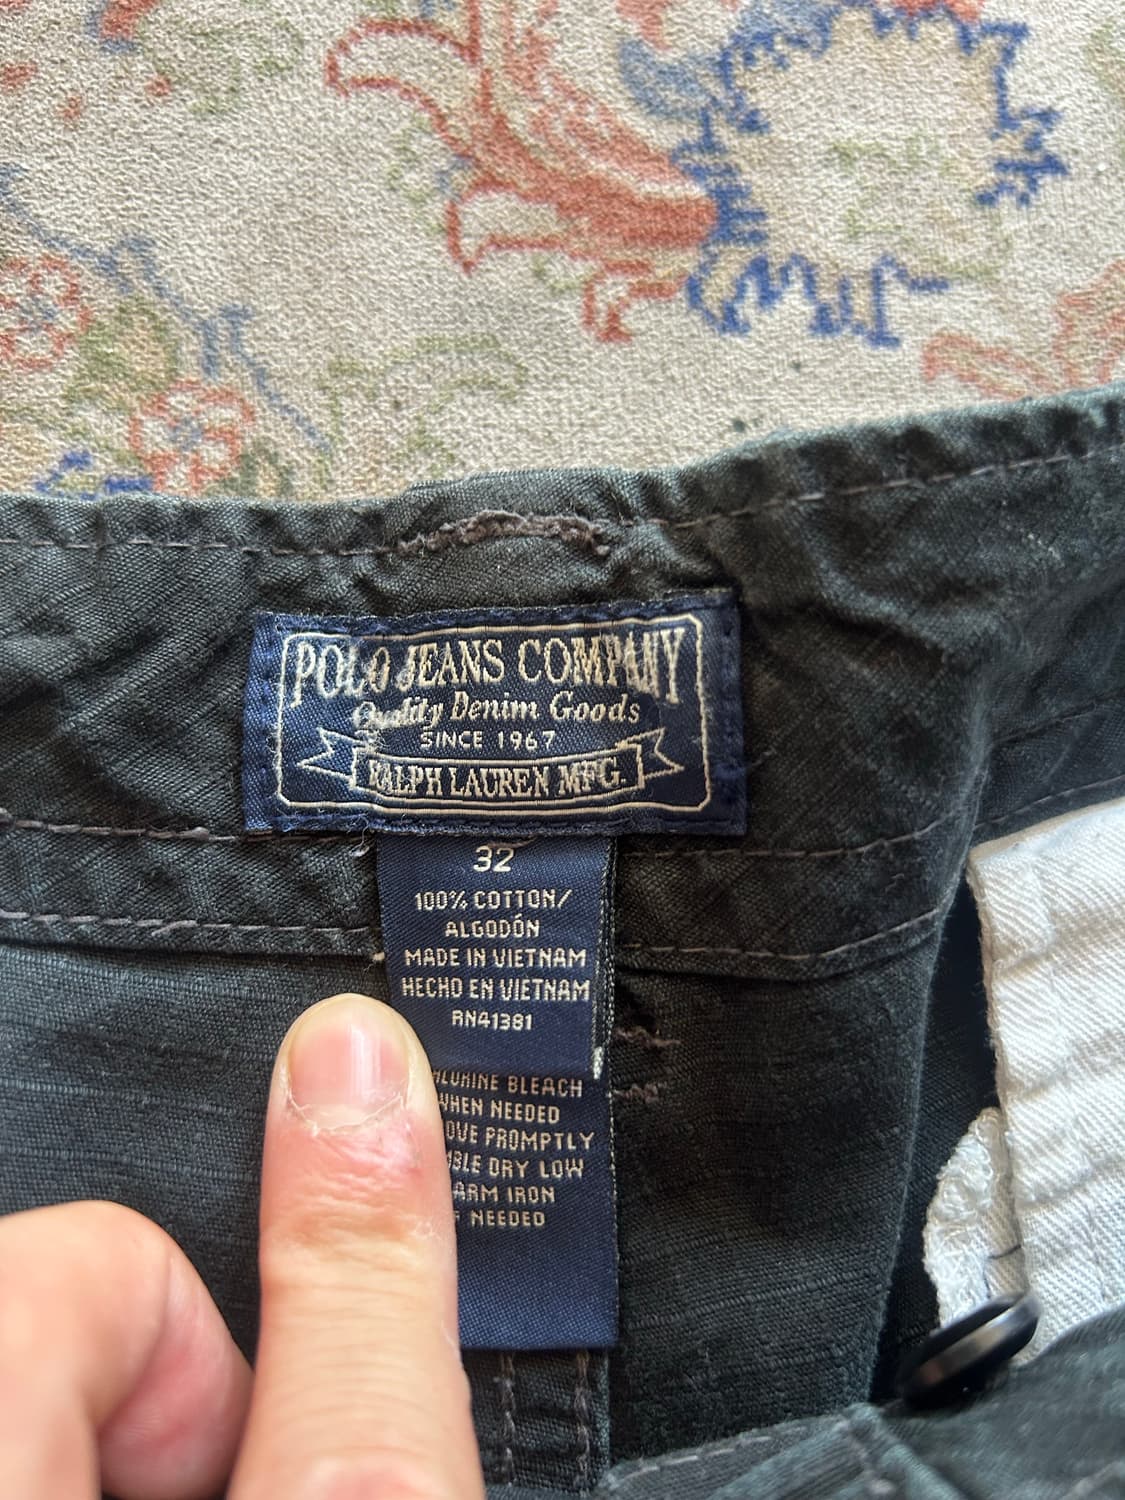 POLO JEANS COMPANY
Quality Denim Goods
SINCE 1967
RALPH LAUREN MFG.
32
100% COTTON/
ALGODÓN
MADE IN VIETNAM
HECHO EN VIETNAM
RN41381
BLEACH
WHEN NEEDED
PROMPTLY
DRY LOW
IRON
NEEDED